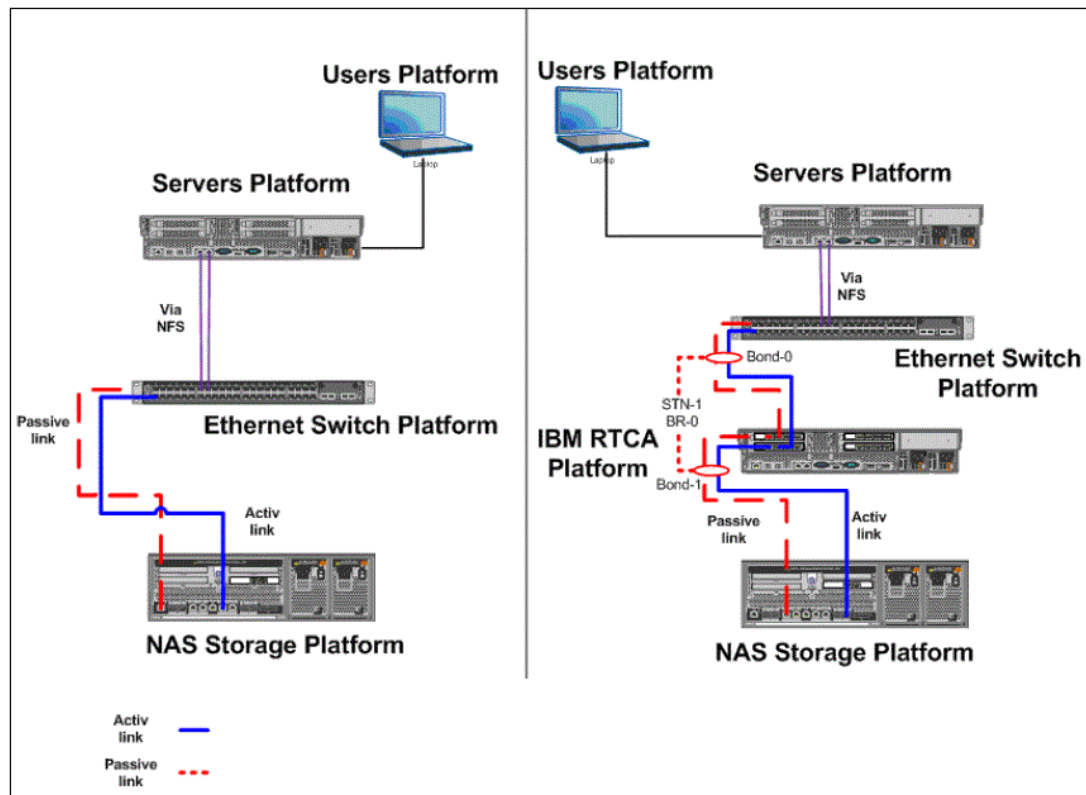 Users Platform
Laptop
Servers Platform
Via
NFS
Passive
link
Ethernet Switch Platform
Activ
link
NAS Storage Platform
Activ
link
Passive
link
Users Platform
Laptop
Servers Platform
Via
NFS
Bond-0
Ethernet Switch
Platform
STN-1
BR-0
IBM RTCA
Platform
Bond-1
Passive
link
Activ
link
NAS Storage Platform